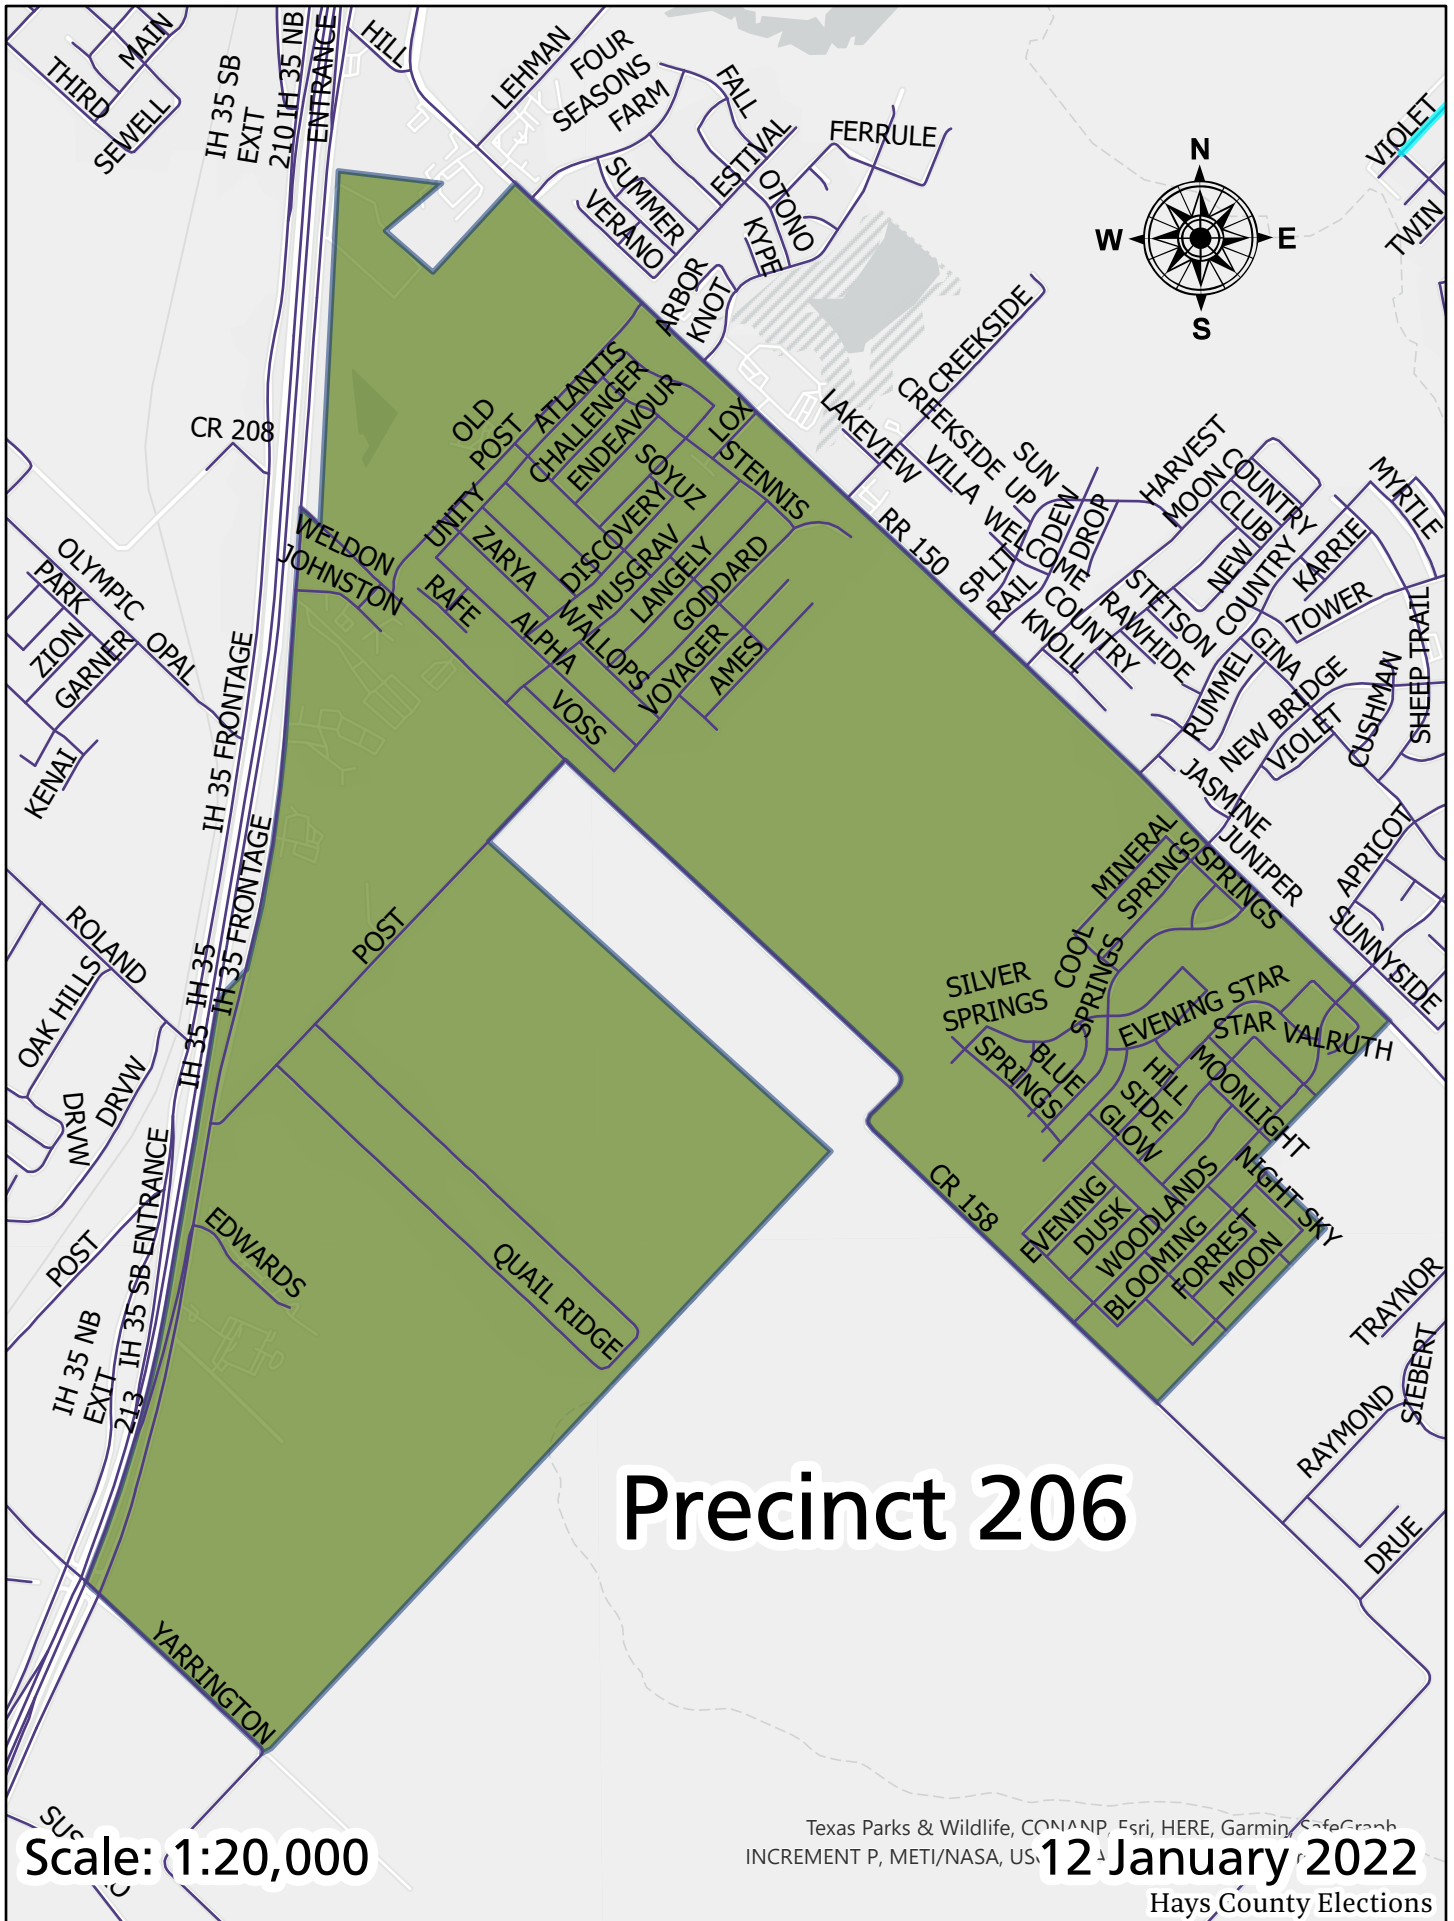 MAIN
THIRD
SEWELL
IH 35 SB
EXIT
210 IH 35 NB
ENTRANCE
HILL
LEHMAN
FOUR
SEASONS
FARM
FALL
FERRULE
ESTIVAL
SUMMER
VERANO
OTONO
KYPE
ARBOR
KNOT
VIOLET
TWIN
N
W
E
S
CREEKSIDE
CR
CREEKSIDE
LAKEVIEW
VILLA
UP
SUN
WELCOME
DEW
DROP
SPLIT
RAIL
HARVEST
MOON
COUNTRY
CLUB
NEW
COUNTRY
KARRIE
MYRTLE
TOWER
RR 150
KNOLL
COUNTRY
RAWHIDE
STETSON
GINA
RUMMEL
NEW BRIDGE
VIOLET
CUSHMAN
SHEEP TRAIL
JASMINE
JUNIPER
APRICOT
SUNNYSIDE
CR 208
OLD
POST
ATLANTIS
CHALLENGER
ENDEAVOUR
LOX
STENNIS
SOYUZ
UNITY
ZARYA
DISCOVERY
MUSGRAV
LANGELY
GODDARD
WELDON
JOHNSTON
RAFE
ALPHA
WALLOPS
VOYAGER
AMES
VOSS
OLYMPIC
PARK
ZION
GARNER
OPAL
KENAI
IH 35 FRONTAGE
IH 35 FRONTAGE
POST
ROLAND
OAK HILLS
IH 35
IH 35
DRVW
DRVW
POST
IH 35 SB ENTRANCE
IH 35 NB
EXIT
213
EDWARDS
QUAIL RIDGE
MINERAL
SPRINGS
SPRINGS
COOL
SPRINGS
SILVER
SPRINGS
SPRINGS
BLUE
EVENING STAR
STAR
VALRUTH
HILL
SIDE
GLOW
MOONLIGHT
NIGHT SKY
EVENING
DUSK
WOODLANDS
BLOOMING
FORREST
MOON
CR 158
TRAYNOR
SIEBERT
RAYMOND
DRUE
Precinct 206
YARRINGTON
Texas Parks & Wildlife, CONANP, Esri, HERE, Garmin, SafeGraph,
INCREMENT P, METI/NASA,
Scale: 1:20,000
12 January 2022
Hays County Elections